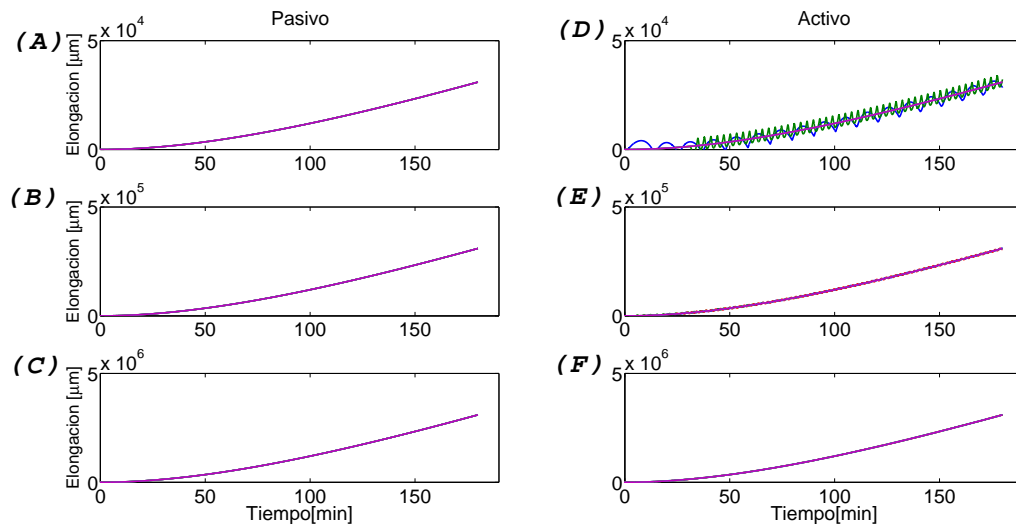 Pasivo
(A)
x 10^4
5
0
Elongacion [μm]
0 50 100 150
(B)
x 10^5
5
0
Elongacion [μm]
0 50 100 150
(C)
x 10^6
5
0
Elongacion [μm]
0 50 100 150
Tiempo[min]
Activo
(D)
x 10^4
5
0
0 50 100 150
(E)
x 10^5
5
0
0 50 100 150
(F)
x 10^6
5
0
0 50 100 150
Tiempo[min]